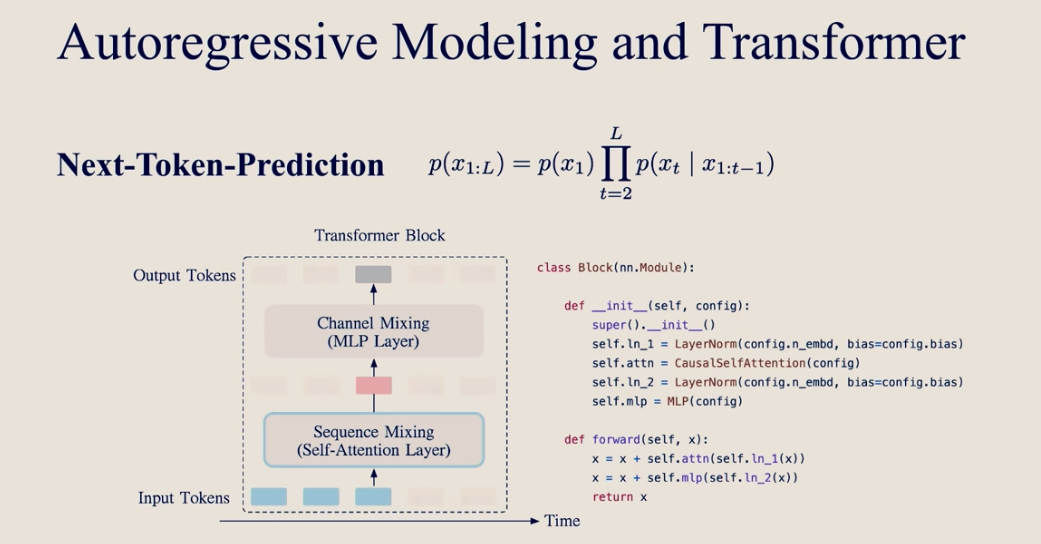 Autoregressive Modeling and Transformer
Next-Token-Prediction
p(x_{1:L}) = p(x_1) \prod_{t=2}^{L} p(x_t | x_{1:t-1})
Transformer Block
Output Tokens
Channel Mixing
(MLP Layer)
Sequence Mixing
(Self-Attention Layer)
Input Tokens
Time
class Block(nn.Module):
def __init__(self, config):
super().__init__()
self.ln_1 = LayerNorm(config.n_embd, bias=config.bias)
self.attn = CausalSelfAttention(config)
self.ln_2 = LayerNorm(config.n_embd, bias=config.bias)
self.mlp = MLP(config)
def forward(self, x):
x = x + self.attn(self.ln_1(x))
x = x + self.mlp(self.ln_2(x))
return x